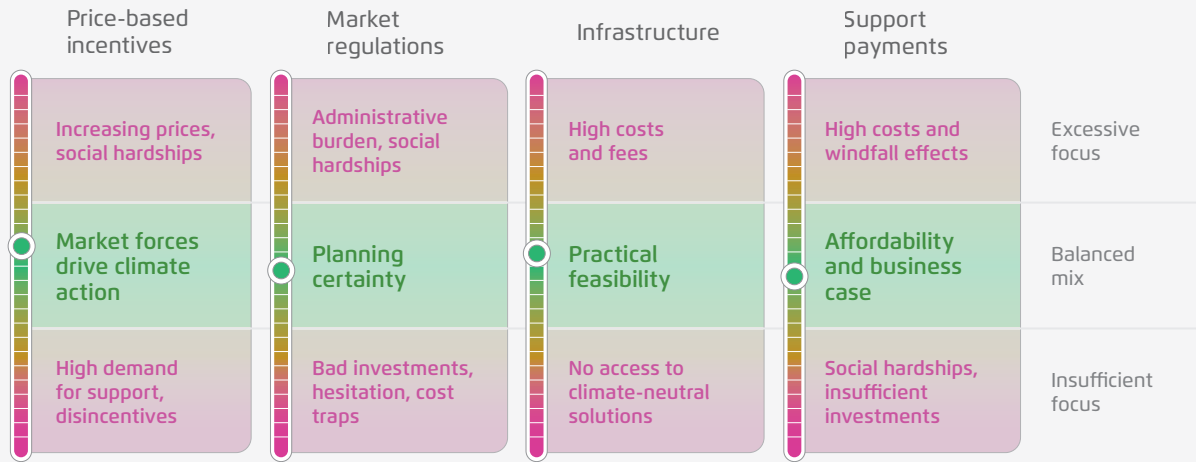 Price-based
incentives
Market
regulations
Infrastructure
Support
payments
Increasing prices,
social hardships
Administrative
burden, social
hardships
High costs
and fees
High costs and
windfall effects
Excessive
focus
Market forces
drive climate
action
Planning
certainty
Practical
feasibility
Affordability
and business
case
Balanced
mix
High demand
for support,
disincentives
Bad investments,
hesitation, cost
traps
No access to
climate-neutral
solutions
Social hardships,
insufficient
investments
Insufficient
focus